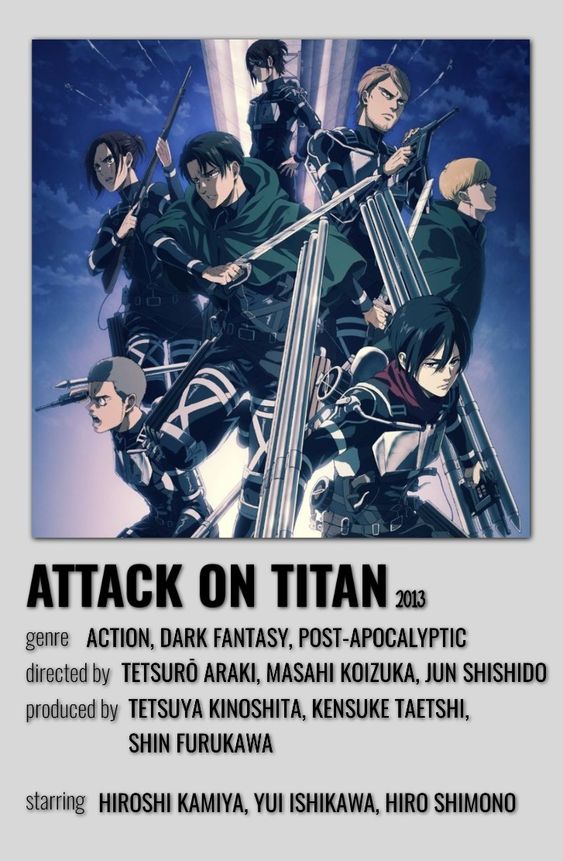 ATTACK ON TITAN 2013
genre ACTION, DARK FANTASY, POST-APOCALYPTIC
directed by TETSURŌ ARAKI, MASAHI KOIZUKA, JUN SHISHIDO
produced by TETSUYA KINOSHITA, KENSUKE TAETSHI,
SHIN FURUKAWA
starring HIROSHI KAMIYA, YUI ISHIKAWA, HIRO SHIMONO